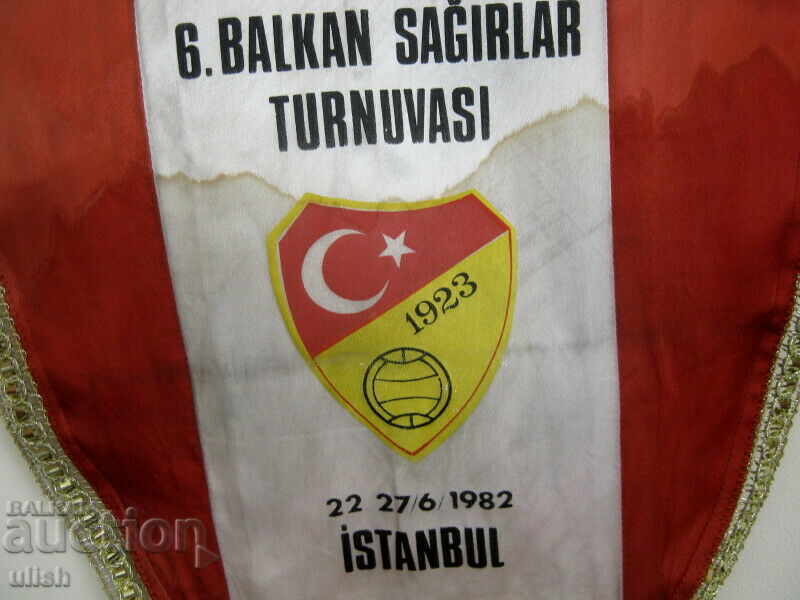 6. BALKAN SAĞIRLAR
TURNUVASI
1923
22 27/6/1982
İSTANBUL
BALKAN
auction
ulish